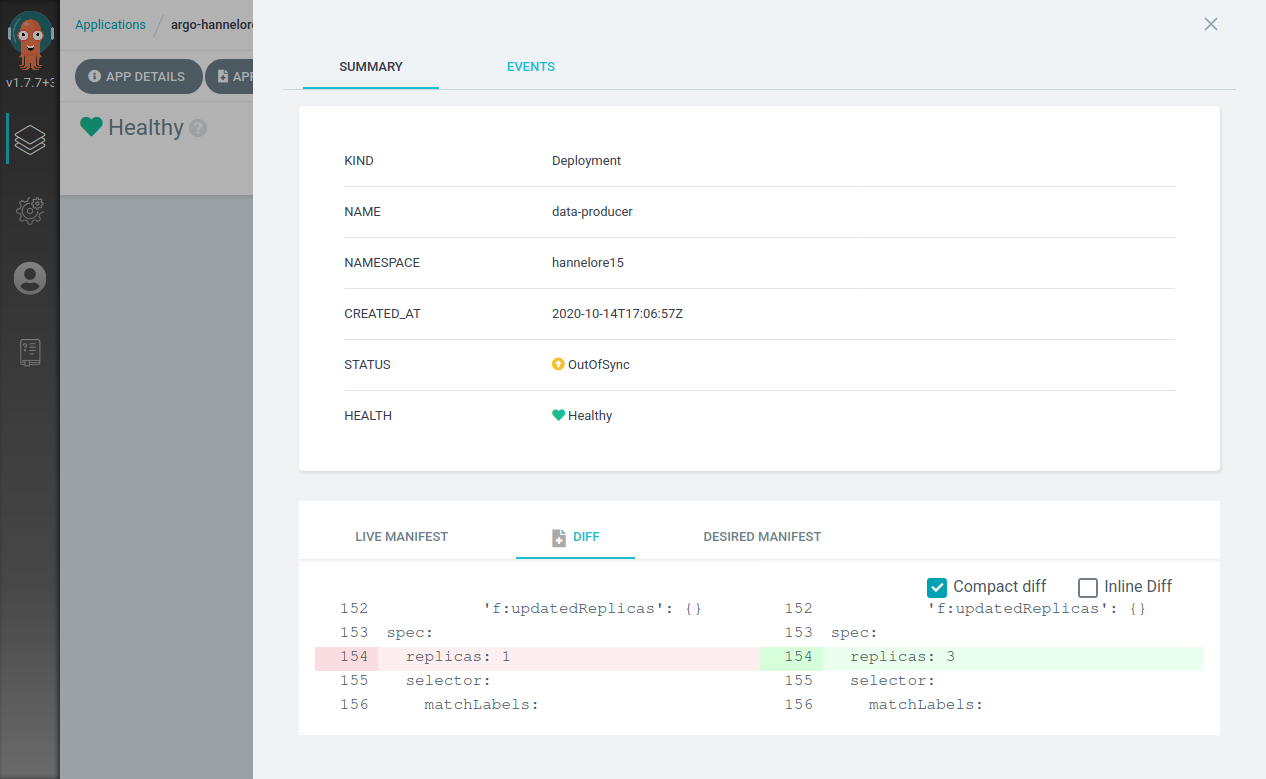 Applications / argo-hannelor
v1.7.7+3
APP DETAILS
APP
Healthy
SUMMARY
EVENTS
KIND Deployment
NAME data-producer
NAMESPACE hannelore15
CREATED_AT 2020-10-14T17:06:57Z
STATUS OutOfSync
HEALTH Healthy
LIVE MANIFEST
DIFF
DESIRED MANIFEST
Compact diff
Inline Diff
152 'f:updatedReplicas': {} 152 'f:updatedReplicas': {}
153 spec: 153 spec:
154 replicas: 1 154 replicas: 3
155 selector: 155 selector:
156 matchLabels: 156 matchLabels: